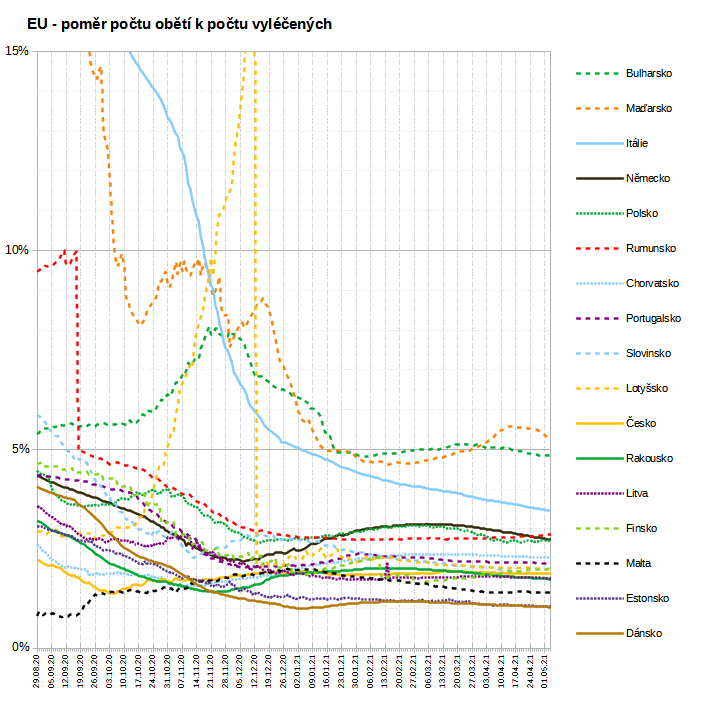 EU - poměr počtu obětí k počtu vyléčených
15%
10%
5%
0%
Bulharsko
Maďarsko
Itálie
Německo
Polsko
Rumunsko
Chorvatsko
Portugalsko
Slovinsko
Lotyšsko
Česko
Rakousko
Litva
Finsko
Malta
Estonsko
Dánsko
29.08.20
05.09.20
12.09.20
19.09.20
26.09.20
03.10.20
10.10.20
17.10.20
24.10.20
31.10.20
07.11.20
14.11.20
21.11.20
28.11.20
05.12.20
12.12.20
19.12.20
26.12.20
02.01.21
09.01.21
16.01.21
23.01.21
30.01.21
06.02.21
13.02.21
20.02.21
27.02.21
06.03.21
13.03.21
20.03.21
27.03.21
03.04.21
10.04.21
17.04.21
24.04.21
01.05.21